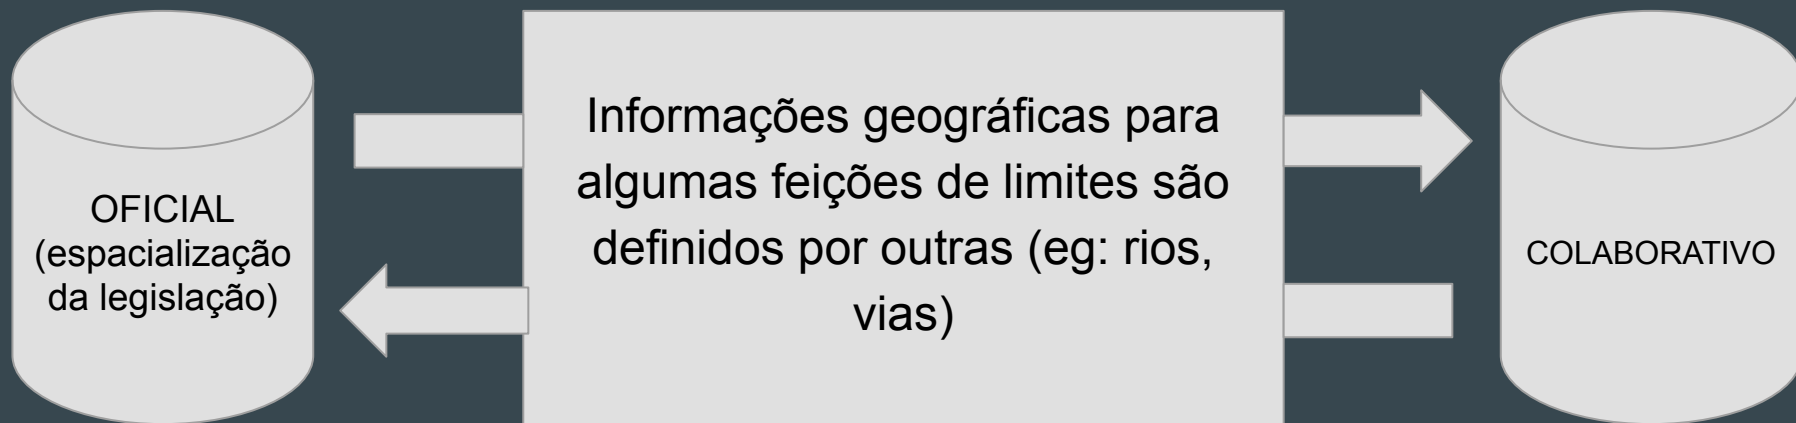 OFICIAL
(espacialização
da legislação)
Informações geográficas para
algumas feições de limites são
definidos por outras (eg: rios,
vias)
COLABORATIVO